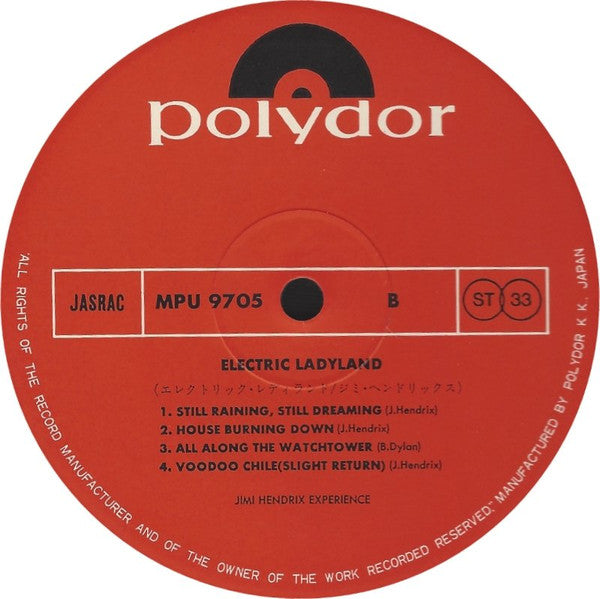 polydor
JASRAC MPU 9705 B ST 33
ELECTRIC LADYLAND
(エレクトリック・レディランド/ジミ・ヘンドリックス)
1. STILL RAINING, STILL DREAMING (J.Hendrix)
2. HOUSE BURNING DOWN (J.Hendrix)
3. ALL ALONG THE WATCHTOWER (B.Dylan)
4. VOODOO CHILE(SLIGHT RETURN) (J.Hendrix)
JIMI HENDRIX EXPERIENCE
"ALL RIGHTS OF THE RECORD MANUFACTURER AND OF THE OWNER OF THE WORK RECORDED RESERVED." MANUFACTURED BY POLYDOR K.K. JAPAN